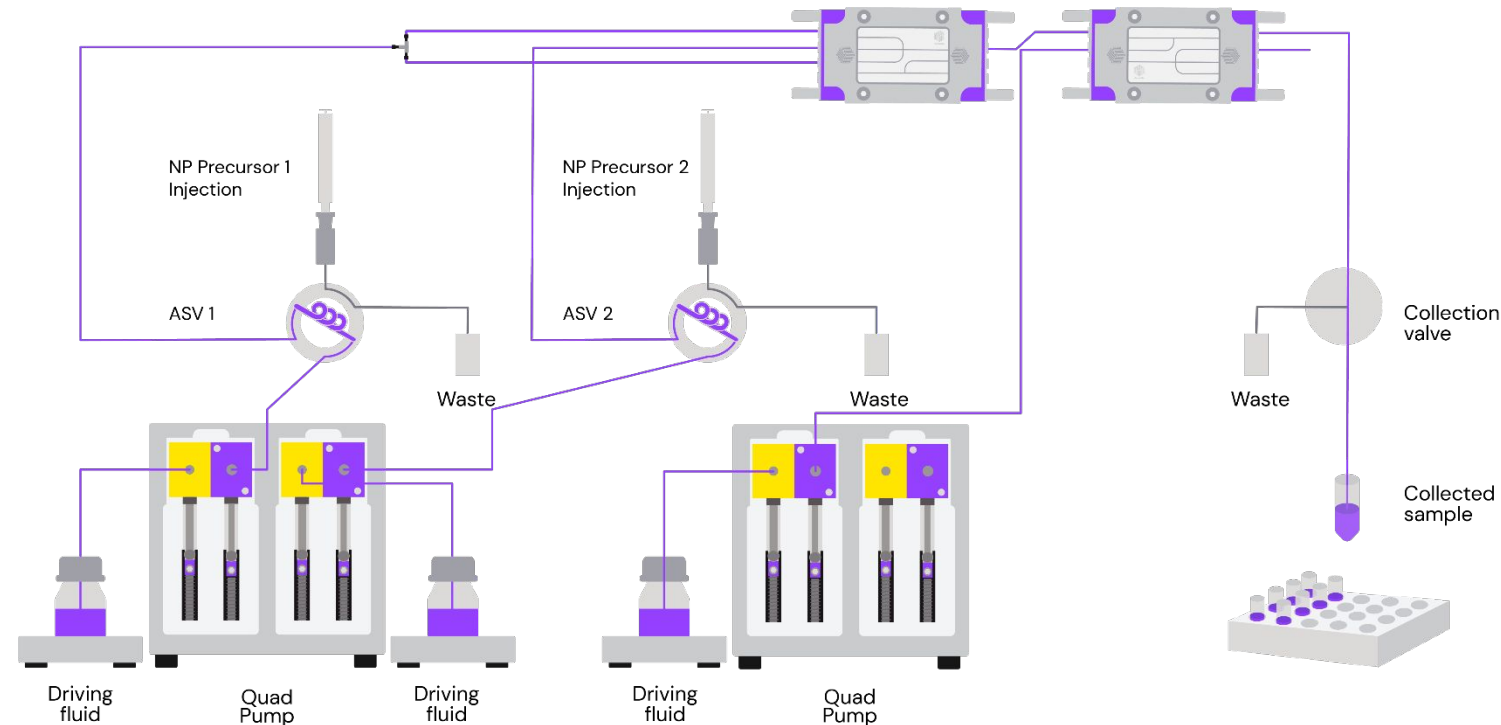 NP Precursor 1
Injection
NP Precursor 2
Injection
ASV 1
ASV 2
Collection
valve
Waste
Waste
Waste
Collected
sample
Driving
fluid
Quad
Pump
Driving
fluid
Driving
fluid
Quad
Pump